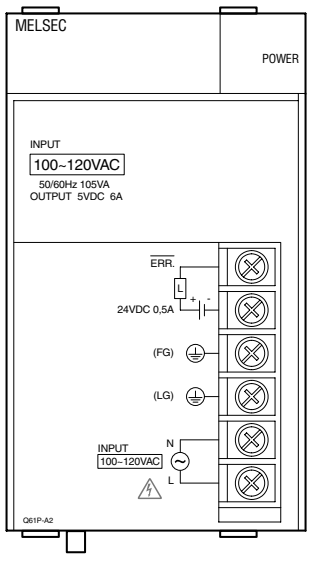 MELSEC
POWER
INPUT
100~120VAC
50/60Hz 105VA
OUTPUT 5VDC 6A
ERR.
L
+ -
24VDC 0,5A
(FG)
(LG)
N
INPUT
100~120VAC
L
Q61P-A2